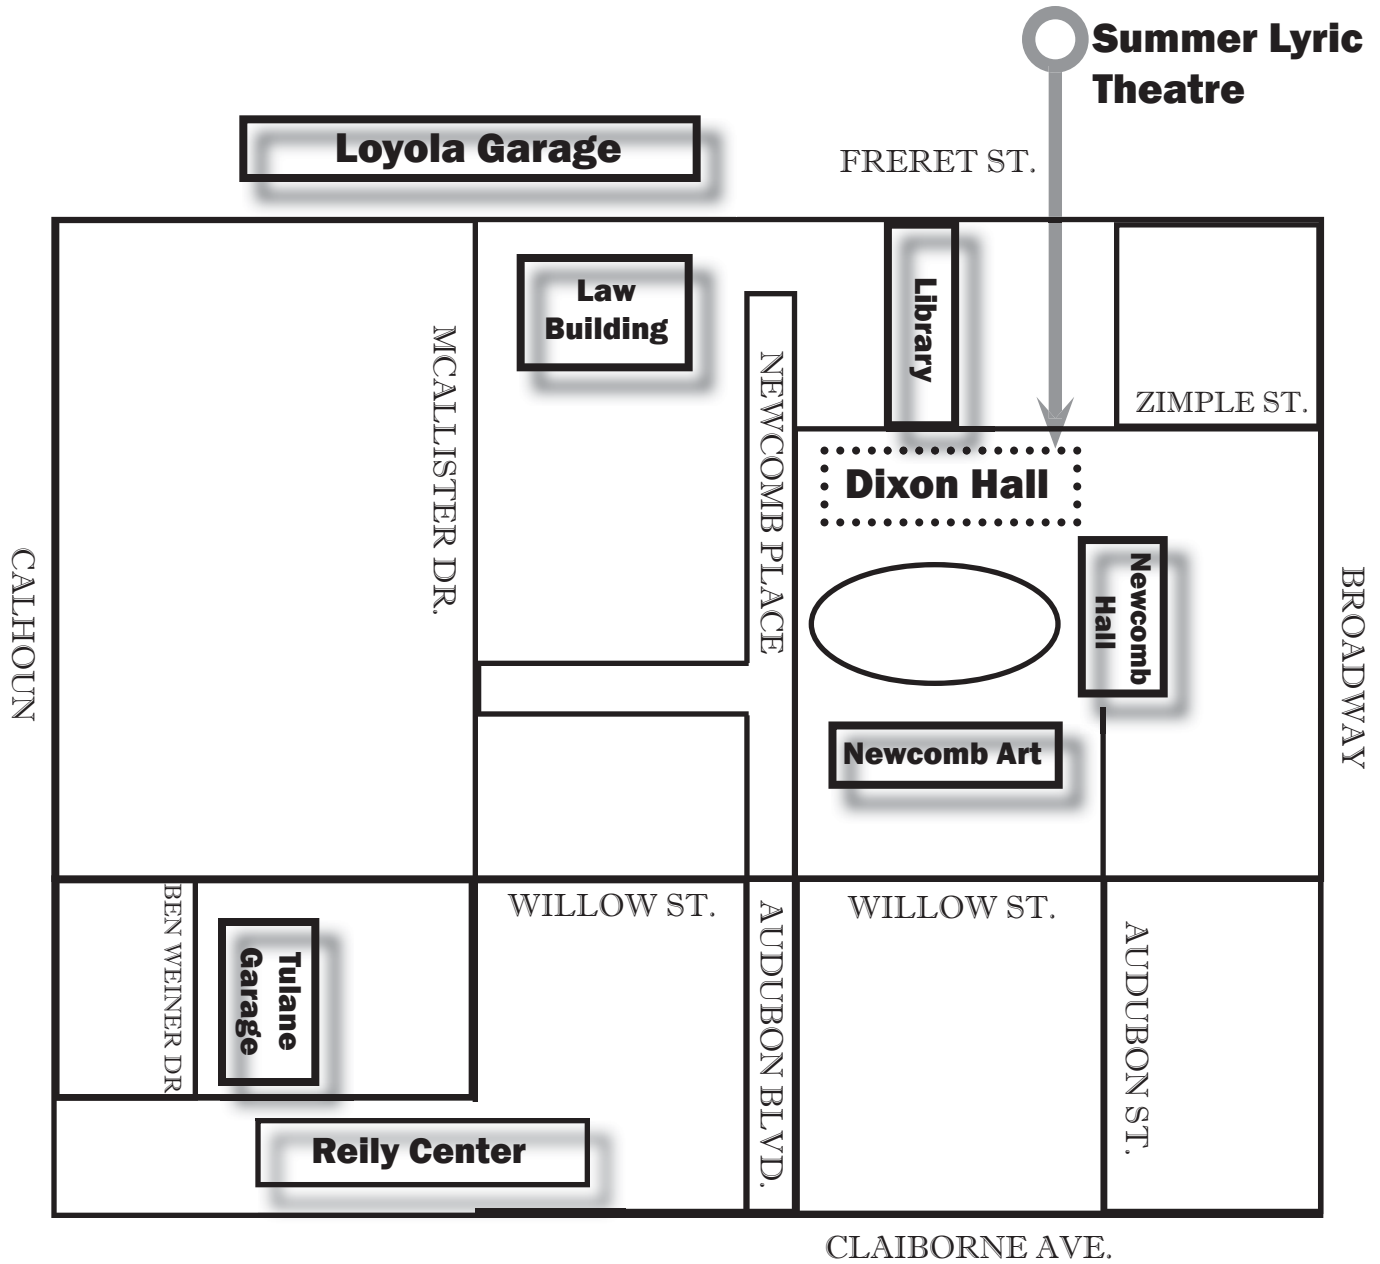 Summer Lyric
Theatre
Loyola Garage
FRERET ST.
Law
Building
Library
MCALLISTER DR.
NEWCOMB PLACE
ZIMPLE ST.
Dixon Hall
CALHOUN
Newcomb
Hall
BROADWAY
Newcomb Art
BEN WEINER DR
WILLOW ST.
WILLOW ST.
Tulane
Garage
AUDUBON BLVD.
AUDUBON ST.
Reily Center
CLAIBORNE AVE.